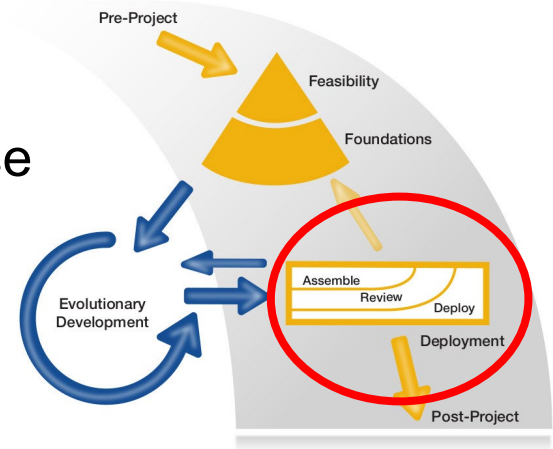 Pre-Project
Feasibility
Foundations
Assemble
Review
Deploy
Evolutionary
Development
Deployment
Post-Project